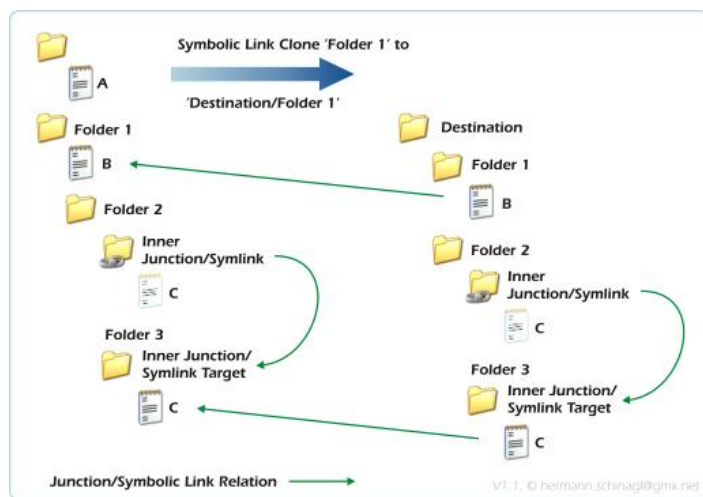 Symbolic Link Clone 'Folder 1' to
'Destination/Folder 1'
A
Folder 1
B
Folder 2
Inner
Junction/Symlink
C
Folder 3
Inner Junction/
Symlink Target
C
Destination
Folder 1
B
Folder 2
Inner
Junction/Symlink
C
Folder 3
Inner Junction/
Symlink Target
C
Junction/Symbolic Link Relation
V1.1, © hermann.schinagl@gmx.net